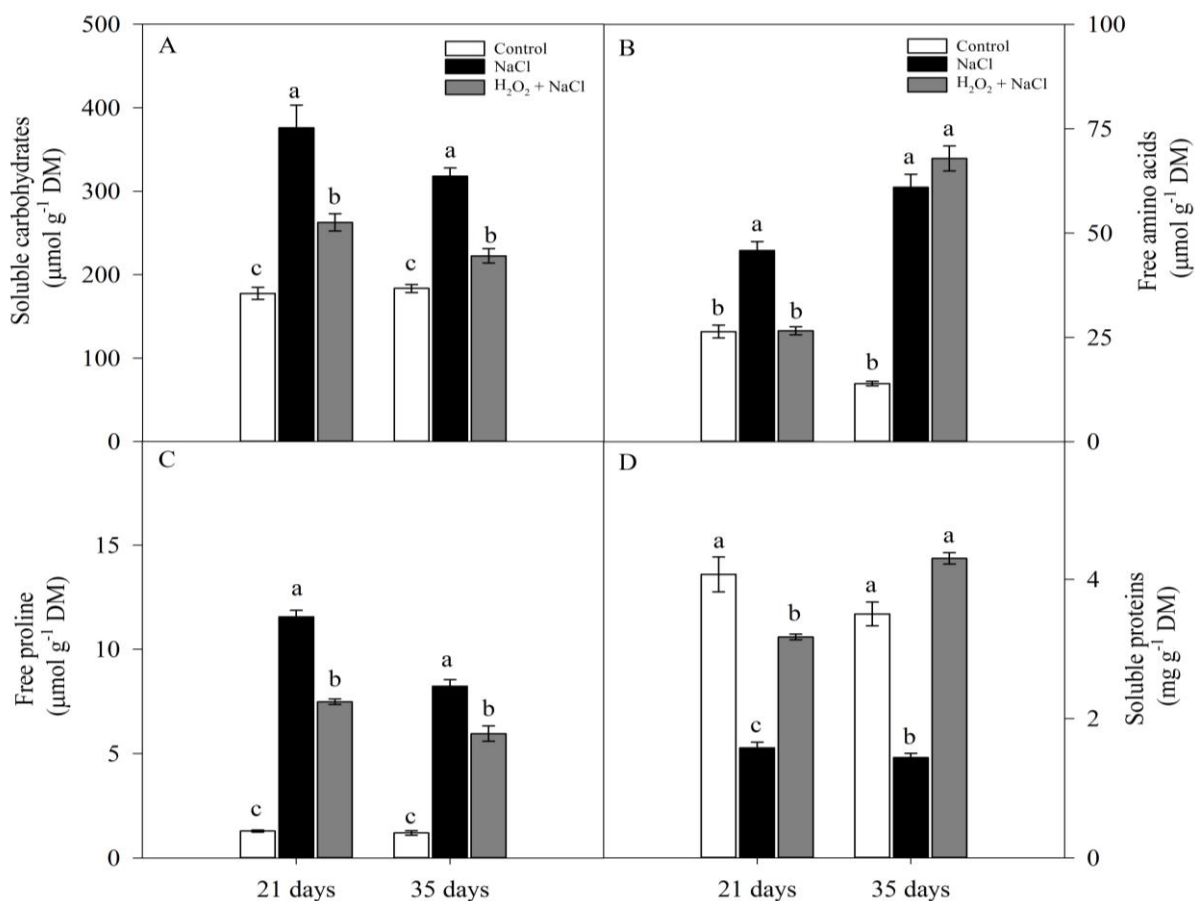 A
Control
NaCl
H₂O₂ + NaCl
500
400
300
200
100
0
Soluble carbohydrates
(µmol g⁻¹ DM)
c
a
b
c
a
b
B
Control
NaCl
H₂O₂ + NaCl
100
75
50
25
0
Free amino acids
(µmol g⁻¹ DM)
b
a
b
b
a
a
C
15
10
5
0
Free proline
(µmol g⁻¹ DM)
c
a
b
c
a
b
21 days
35 days
D
4
2
0
Soluble proteins
(mg g⁻¹ DM)
a
c
b
a
b
a
21 days
35 days